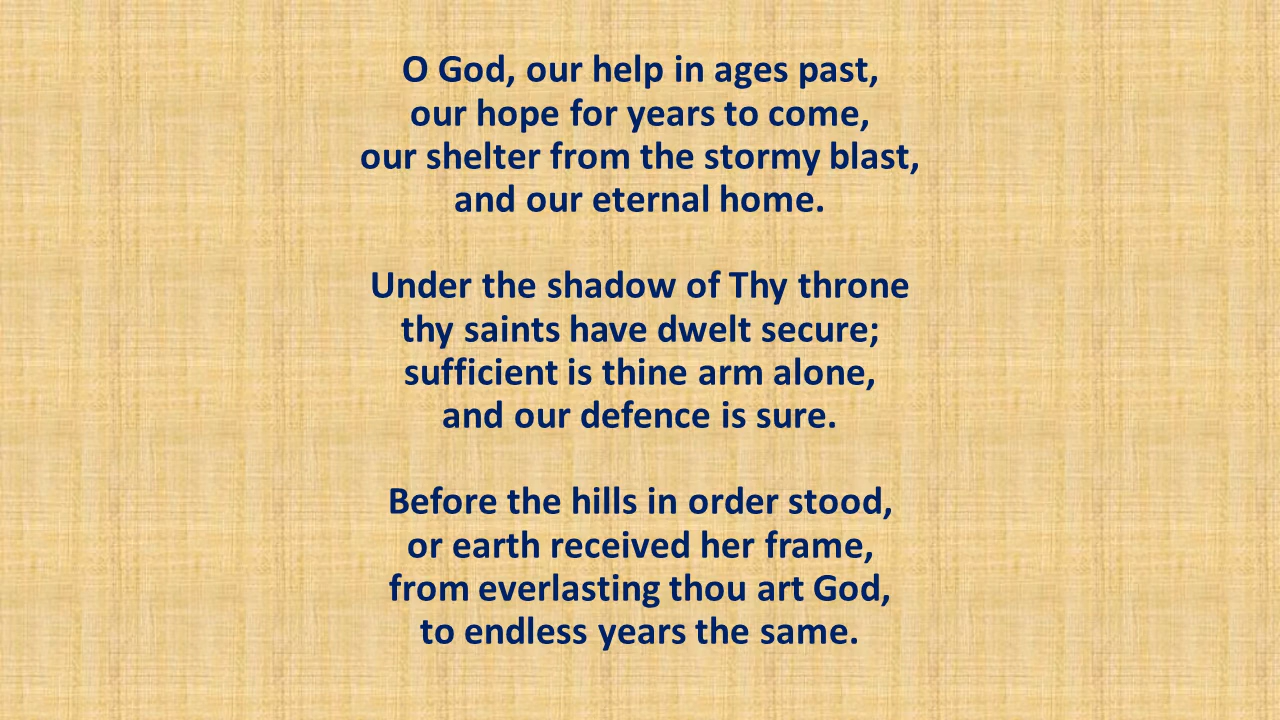 O God, our help in ages past,
our hope for years to come,
our shelter from the stormy blast,
and our eternal home.
Under the shadow of Thy throne
thy saints have dwelt secure;
sufficient is thine arm alone,
and our defence is sure.
Before the hills in order stood,
or earth received her frame,
from everlasting thou art God,
to endless years the same.